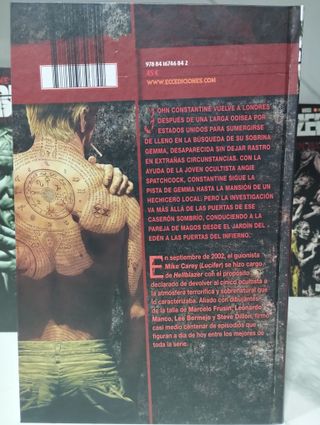 978 84 16746 84 2
45 €
WWW.ECCEDICIONES.COM
JOHN CONSTANTINE VUELVE A LONDRES
DESPUÉS DE UNA LARGA ODISEA POR
ESTADOS UNIDOS PARA SUMERGIRSE
DE LLENO EN LA BÚSQUEDA DE SU SOBRINA
GEMMA, DESAPARECIDA SIN DEJAR RASTRO
EN EXTRAÑAS CIRCUNSTANCIAS. CON LA
AYUDA DE LA JOVEN OCULTISTA ANGIE
SPATCHCOCK, CONSTANTINE SIGUE LA
PISTA DE GEMMA HASTA LA MANSIÓN DE UN
HECHICERO LOCAL; PERO LA INVESTIGACIÓN
VA MÁS ALLÁ DE LAS PUERTAS DE ESE
CASERÓN SOMBRÍO, CONDUCIENDO A LA
PAREJA DE MAGOS DESDE EL JARDÍN DEL
EDÉN A LAS PUERTAS DEL INFIERNO.
En septiembre de 2002, el guionista
Mike Carey (Lucifer) se hizo cargo
de Hellblazer con el propósito
declarado de devolver al cínico ocultista a
la atmósfera terrorífica y sobrenatural que
lo caracterizaba. Aliado con dibujantes
de la talla de Marcelo Frusin, Leonardo
Manco, Lee Bermejo y Steve Dillon, firmó
casi medio centenar de episodios que
figuran a día de hoy entre los mejores de
toda la serie.